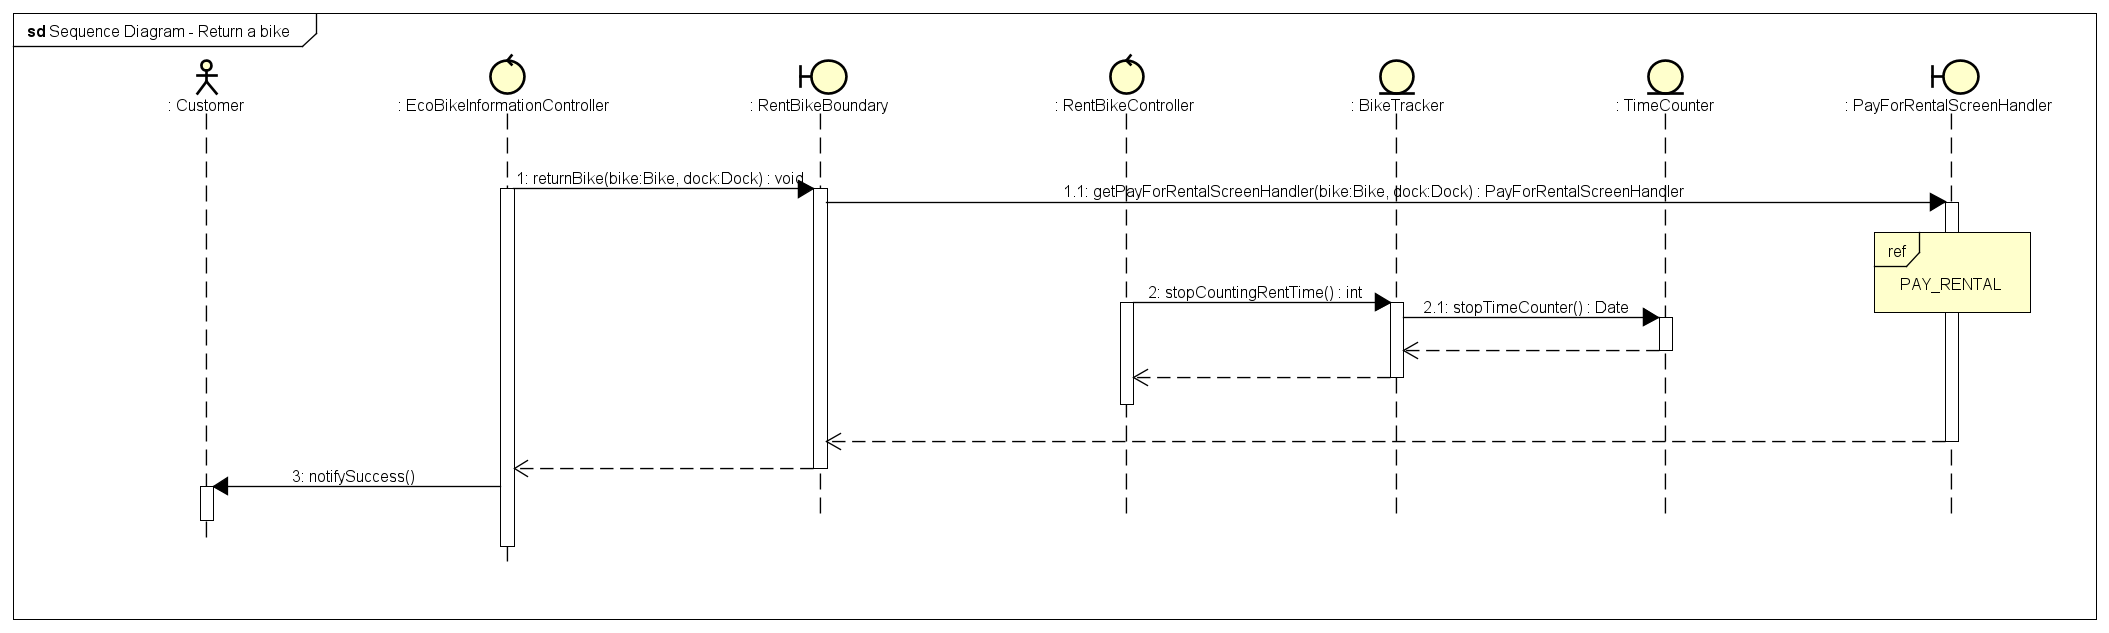 sd Sequence Diagram - Return a bike
: Customer
: EcoBikeInformationController
: RentBikeBoundary
: RentBikeController
: BikeTracker
: TimeCounter
: PayForRentalScreenHandler
1: returnBike(bike:Bike, dock:Dock) : void
1.1: getPayForRentalScreenHandler(bike:Bike, dock:Dock) : PayForRentalScreenHandler
ref
PAY_RENTAL
2: stopCountingRentTime() : int
2.1: stopTimeCounter() : Date
3: notifySuccess()